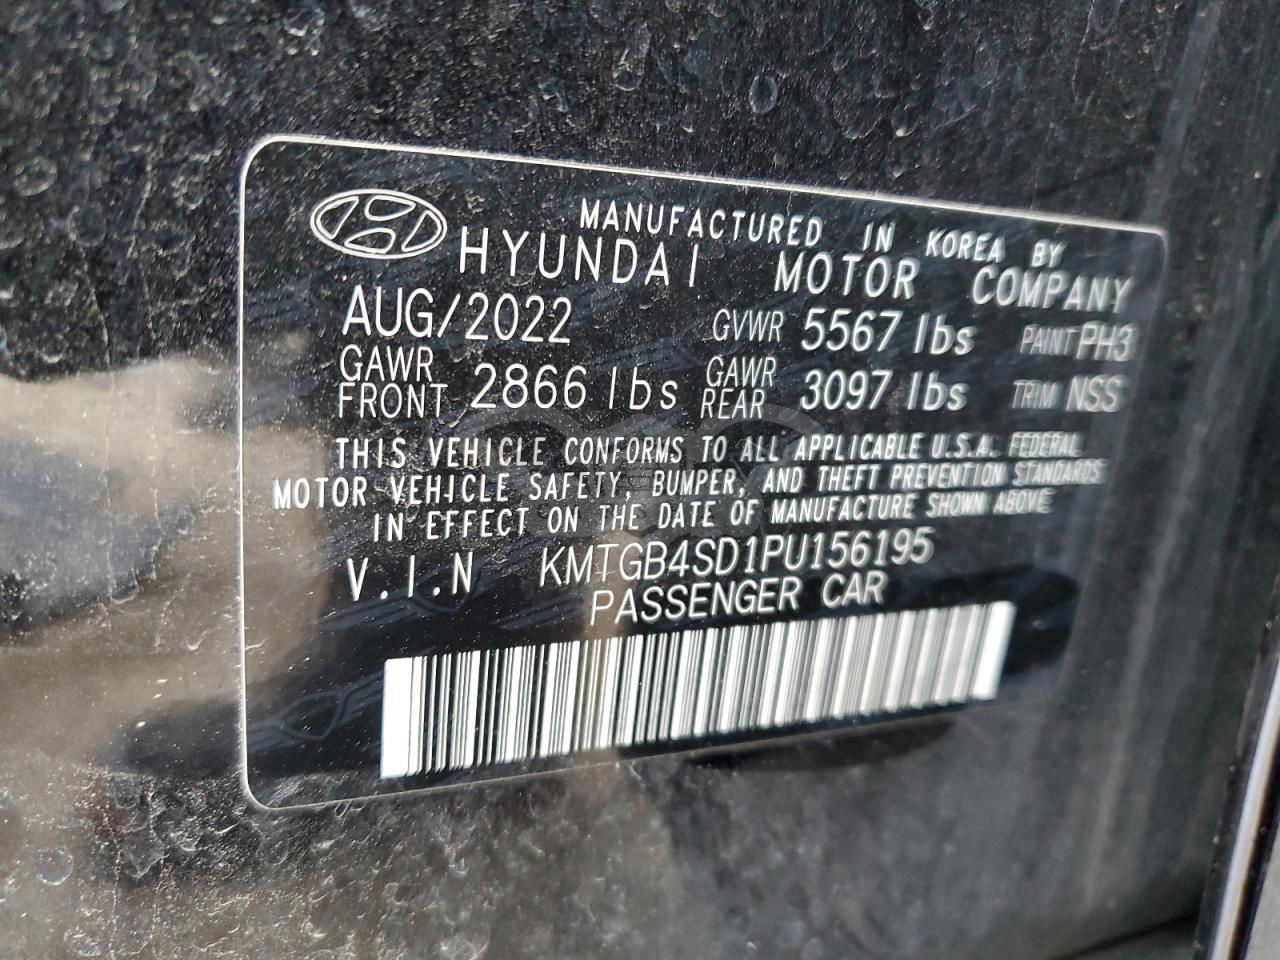 MANUFACTURED IN KOREA BY
HYUNDAI MOTOR COMPANY
AUG/2022 GVWR 5567 lbs PAINT PH3
GAWR FRONT 2866 lbs GAWR REAR 3097 lbs TRIM NSS
THIS VEHICLE CONFORMS TO ALL APPLICABLE U.S.A. FEDERAL
MOTOR VEHICLE SAFETY, BUMPER, AND THEFT PREVENTION STANDARDS
IN EFFECT ON THE DATE OF MANUFACTURE SHOWN ABOVE
V.I.N KMTGB4SD1PU156195
PASSENGER CAR